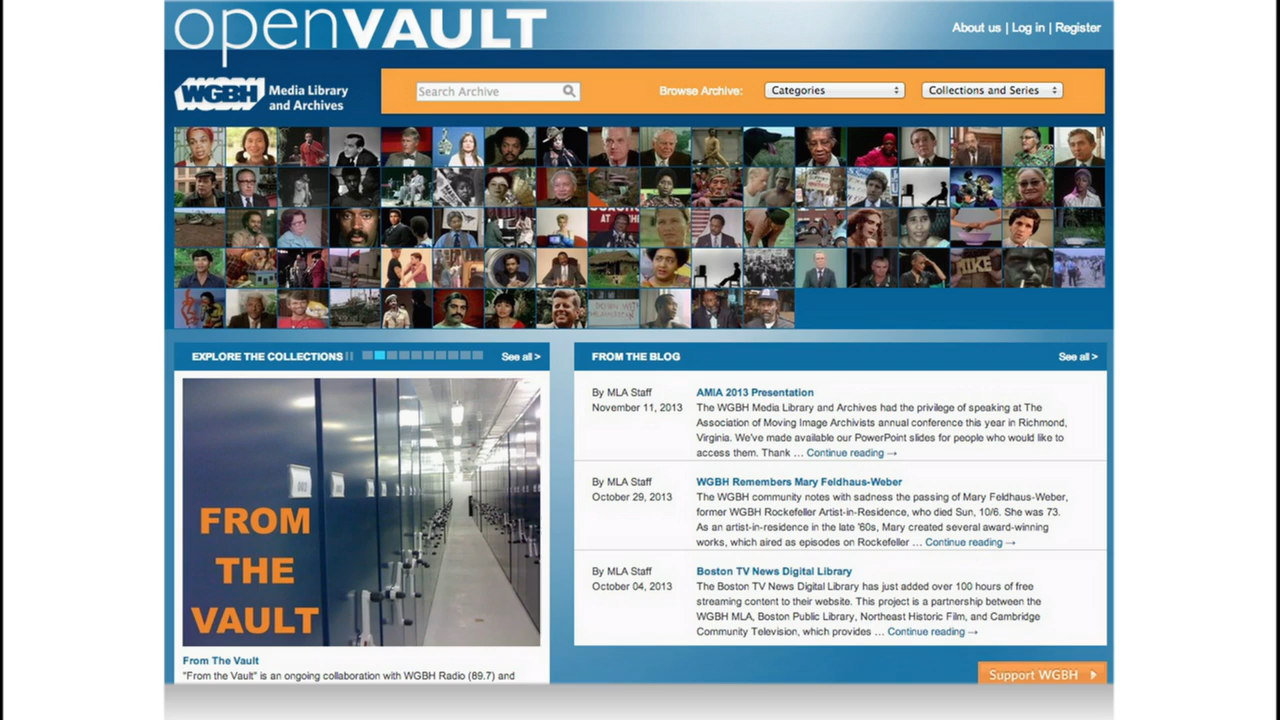 openVAULT
About us | Log in | Register
WGBH Media Library
and Archives
Search Archive
Browse Archive:
Categories
Collections and Series
EXPLORE THE COLLECTIONS
See all >
FROM
THE
VAULT
From The Vault
"From the Vault" is an ongoing collaboration with WGBH Radio (89.7) and
FROM THE BLOG
See all >
By MLA Staff
November 11, 2013
AMIA 2013 Presentation
The WGBH Media Library and Archives had the privilege of speaking at The
Association of Moving Image Archivists annual conference this year in Richmond,
Virginia. We've made available our PowerPoint slides for people who would like to
access them. Thank ... Continue reading →
By MLA Staff
October 29, 2013
WGBH Remembers Mary Feldhaus-Weber
The WGBH community notes with sadness the passing of Mary Feldhaus-Weber,
former WGBH Rockefeller Artist-in-Residence, who died Sun, 10/6. She was 73.
As an artist-in-residence in the late '60s, Mary created several award-winning
works, which aired as episodes on Rockefeller ... Continue reading →
By MLA Staff
October 04, 2013
Boston TV News Digital Library
The Boston TV News Digital Library has just added over 100 hours of free
streaming content to their website. This project is a partnership between the
WGBH MLA, Boston Public Library, Northeast Historic Film, and Cambridge
Community Television, which provides ... Continue reading →
Support WGBH